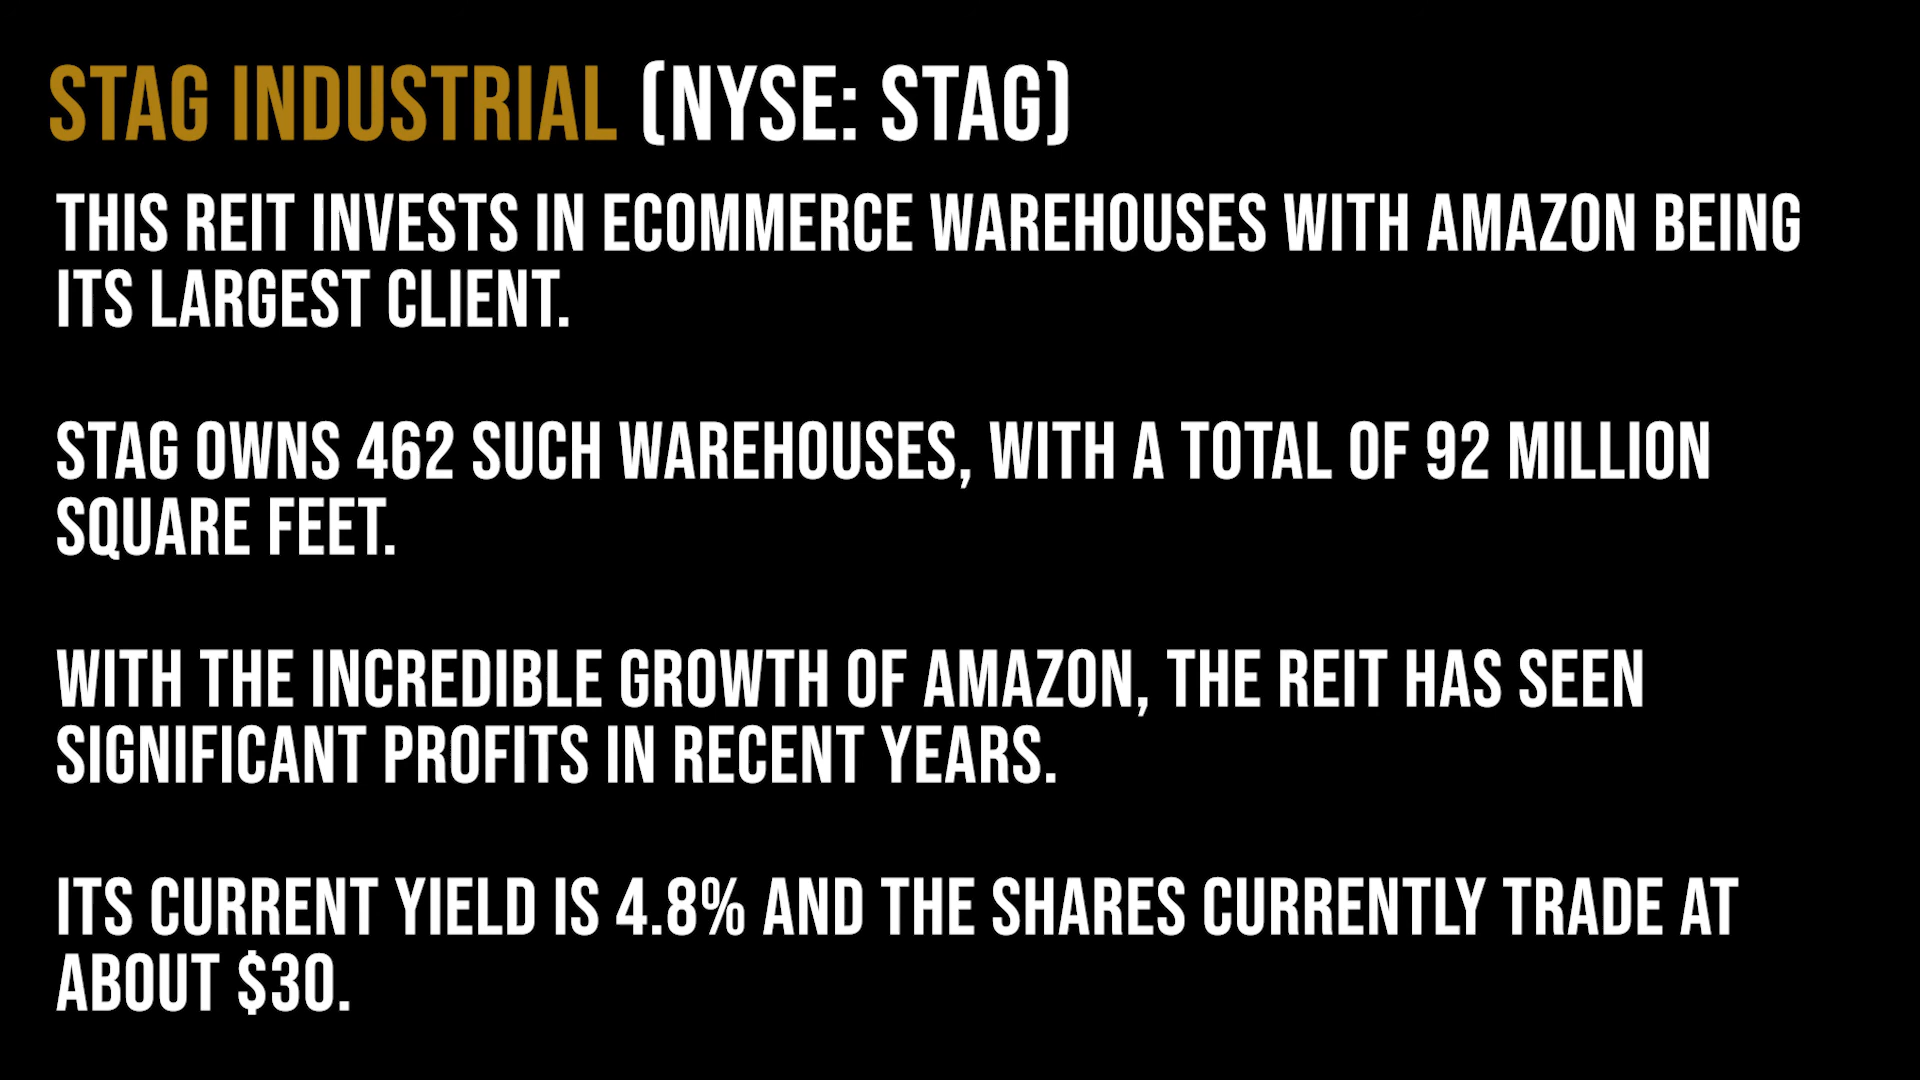 STAG INDUSTRIAL (NYSE: STAG)
THIS REIT INVESTS IN ECOMMERCE WAREHOUSES WITH AMAZON BEING
ITS LARGEST CLIENT.
STAG OWNS 462 SUCH WAREHOUSES, WITH A TOTAL OF 92 MILLION
SQUARE FEET.
WITH THE INCREDIBLE GROWTH OF AMAZON, THE REIT HAS SEEN
SIGNIFICANT PROFITS IN RECENT YEARS.
ITS CURRENT YIELD IS 4.8% AND THE SHARES CURRENTLY TRADE AT
ABOUT $30.